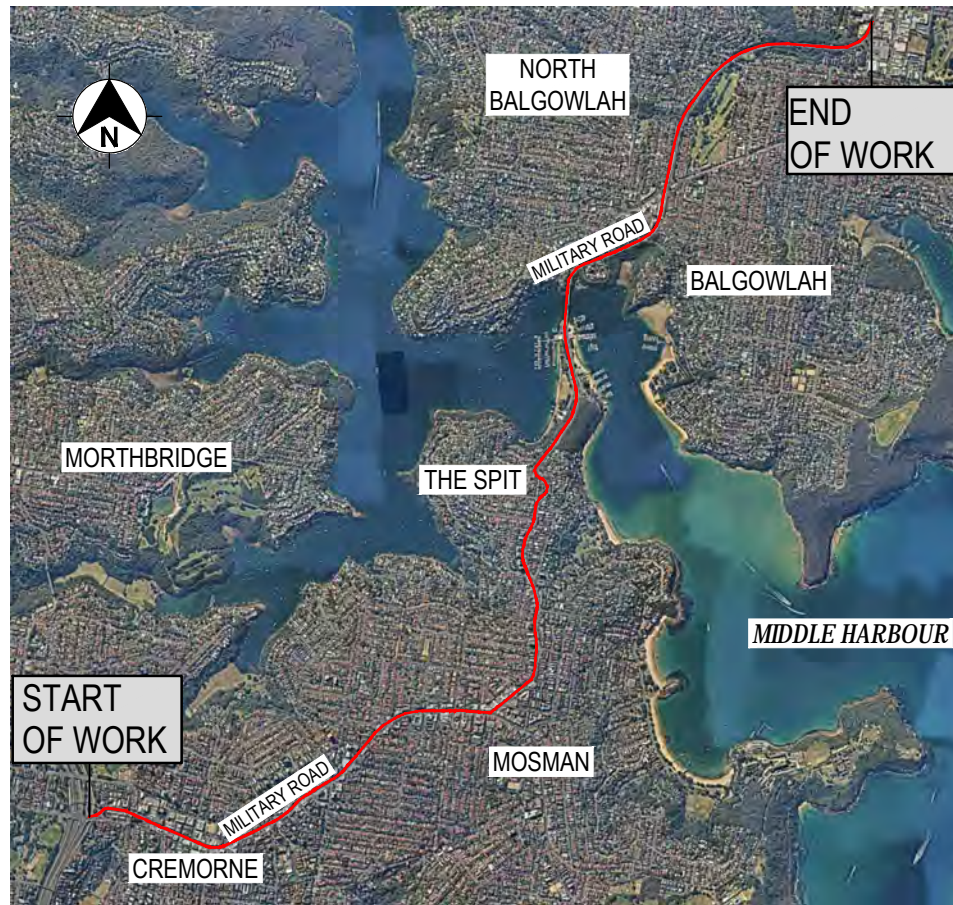 NORTH
BALGOWLAH
N
END
OF WORK
MILITARY ROAD
BALGOWLAH
MORTHBRIDGE
THE SPIT
MIDDLE HARBOUR
START
OF WORK
MOSMAN
MILITARY ROAD
CREMORNE